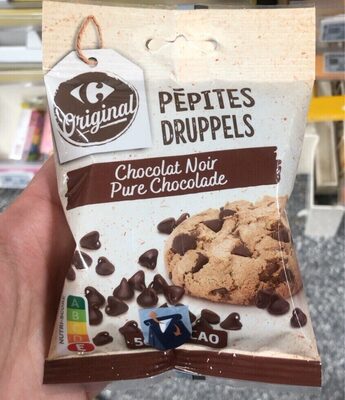 Original
PÉPITES
DRUPPELS
Chocolat Noir
Pure Chocolade
NUTRI-SCORE
A
B
C
D
E